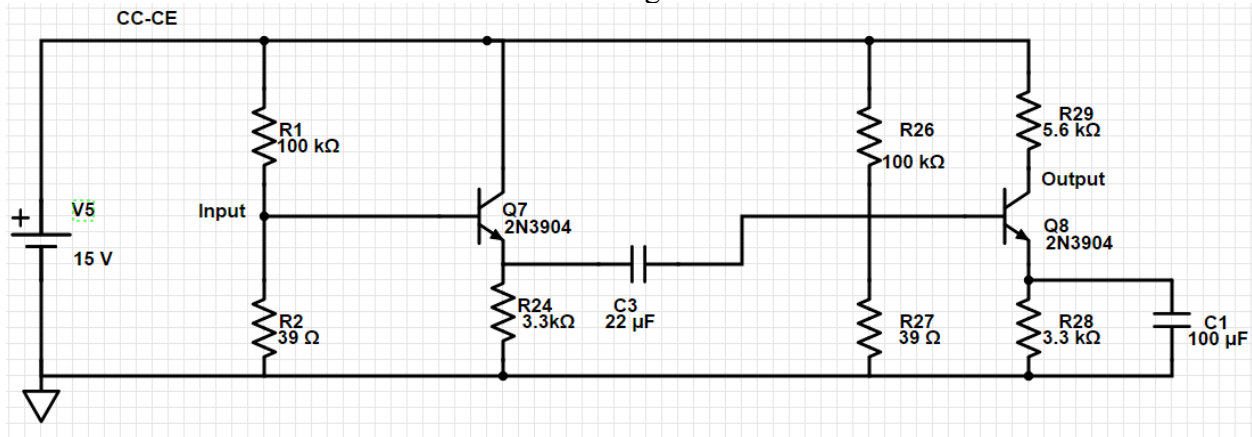 CC-CE
R1
100 kΩ
R26
100 kΩ
R29
5.6 kΩ
Output
V5
15 V
+
Input
Q7
2N3904
Q8
2N3904
R2
39 Ω
R24
3.3kΩ
C3
22 µF
R27
39 Ω
R28
3.3 kΩ
C1
100 µF